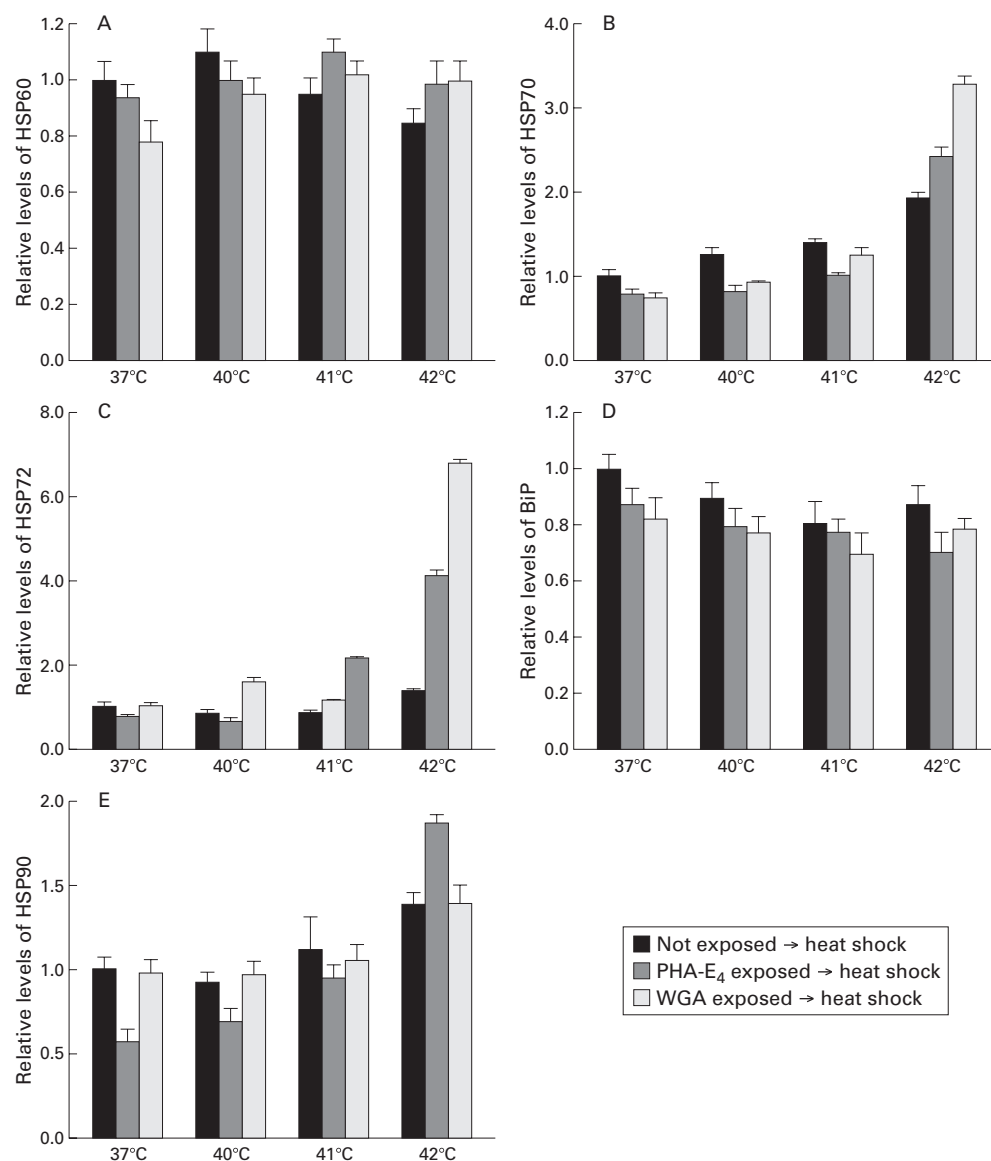 A
Relative levels of HSP60
1.2
1.0
0.8
0.6
0.4
0.2
0.0
37°C 40°C 41°C 42°C
B
Relative levels of HSP70
4.0
3.0
2.0
1.0
0.0
37°C 40°C 41°C 42°C
C
Relative levels of HSP72
8.0
6.0
4.0
2.0
0.0
37°C 40°C 41°C 42°C
D
Relative levels of BiP
1.2
1.0
0.8
0.6
0.4
0.2
0.0
37°C 40°C 41°C 42°C
E
Relative levels of HSP90
2.0
1.5
1.0
0.5
0.0
37°C 40°C 41°C 42°C
Not exposed → heat shock
PHA-E₄ exposed → heat shock
WGA exposed → heat shock